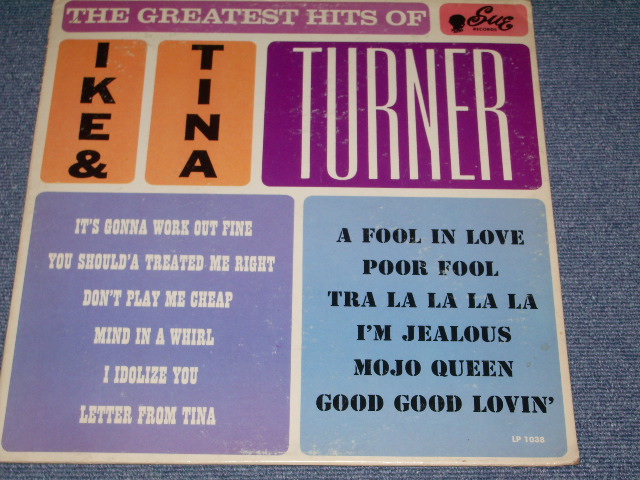 THE GREATEST HITS OF
Sue
RECORDS
IKE &
TINA
TURNER
IT'S GONNA WORK OUT FINE
YOU SHOULD'A TREATED ME RIGHT
DON'T PLAY ME CHEAP
MIND IN A WHIRL
I IDOLIZE YOU
LETTER FROM TINA
A FOOL IN LOVE
POOR FOOL
TRA LA LA LA LA
I'M JEALOUS
MOJO QUEEN
GOOD GOOD LOVIN'
LP 1038